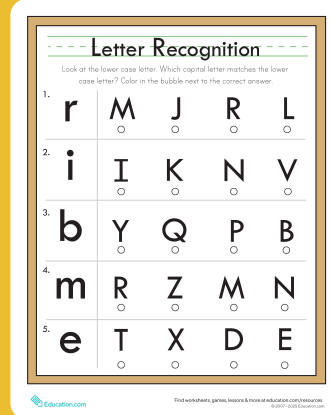 Letter Recognition
Look at the lower case letter. Which capital letter matches the lower
case letter? Color in the bubble next to the correct answer.
1. r M J R L
2. i I K N V
3. b Y Q P B
4. m R Z M N
5. e T X D E
Education.com
Find worksheets, games, lessons & more at education.com/resources
© 2007 - 2025 Education.com